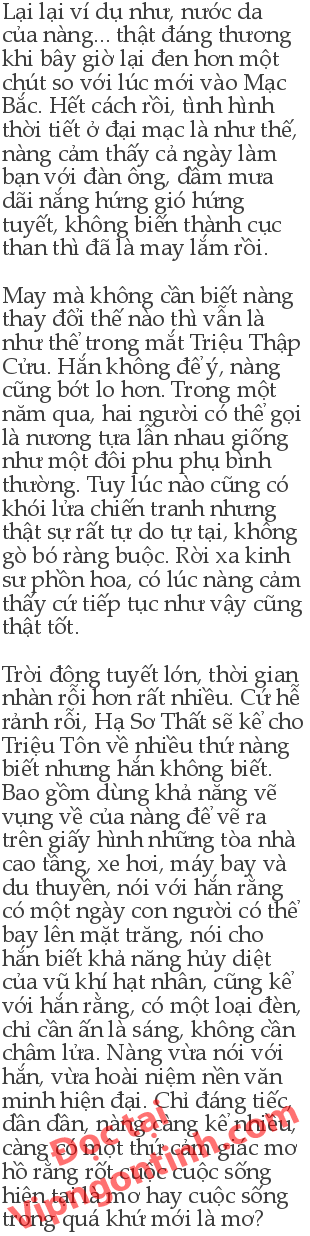 Lại lại ví dụ như, nước da
của nàng... thật đáng thương
khi bây giờ lại đen hơn một
chút so với lúc mới vào Mạc
Bắc. Hết cách rồi, tình hình
thời tiết ở đại mạc là như thế,
nàng cảm thấy cả ngày làm
bạn với đàn ông, dầm mưa
dãi nắng hứng gió hứng
tuyết, không biến thành cục
than thì đã là may lắm rồi.

May mà không cần biết nàng
thay đổi thế nào thì vẫn là
như thế trong mắt Triệu Thập
Cửu. Hắn không để ý, nàng
cũng bớt lo hơn. Trong một
năm qua, hai người có thể gọi
là nương tựa lẫn nhau giống
như một đôi phu phụ bình
thường. Tuy lúc nào cũng có
khói lửa chiến tranh nhưng
thật sự rất tự do tự tại, không
gò bó ràng buộc. Rời xa kinh
sư phồn hoa, có lúc nàng cảm
thấy cứ tiếp tục như vậy cũng
thật tốt.

Trời đông tuyết lớn, thời gian
nhàn rỗi hơn rất nhiều. Cứ hễ
rảnh rỗi, Hạ Sơ Thất sẽ kể cho
Triệu Tôn về nhiều thứ nàng
biết nhưng hắn không biết.
Bao gồm dùng khả năng vẽ
vụng về của nàng để vẽ ra
trên giấy hình những tòa nhà
cao tầng, xe hơi, máy bay và
du thuyền, nói với hắn rằng
có một ngày con người có thể
bay lên mặt trăng, nói cho
hắn biết khả năng hủy diệt
của vũ khí hạt nhân, cũng kể
với hắn rằng, có một loại đèn,
chỉ cần ấn là sáng, không cần
châm lửa. Nàng vừa nói với
hắn, vừa hoài niệm nền văn
minh hiện đại. Chỉ đáng tiếc,
dần dần, nàng càng kể nhiều,
càng có một thứ cảm giác mơ
hồ rằng rốt cuộc cuộc sống
hiện tại là mơ hay cuộc sống
trong quá khứ mới là mơ?
Đọc tại
Vipngontinh.com